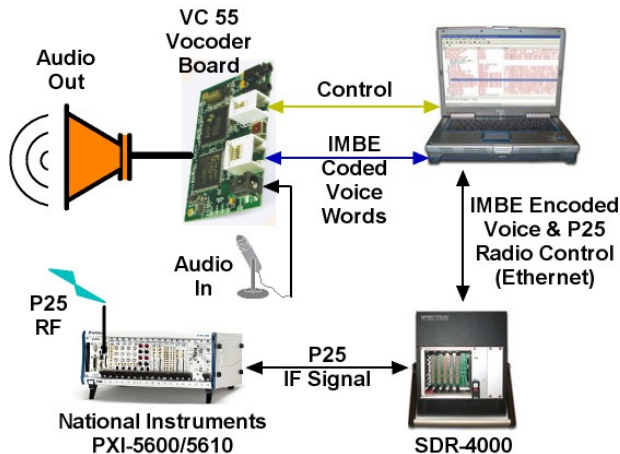 VC 55
Vocoder
Board
Audio
Out
Control
IMBE
Coded
Voice
Words
IMBE Encoded
Voice & P25
Radio Control
(Ethernet)
Audio
In
P25
RF
P25
IF Signal
National Instruments
PXI-5600/5610
SDR-4000